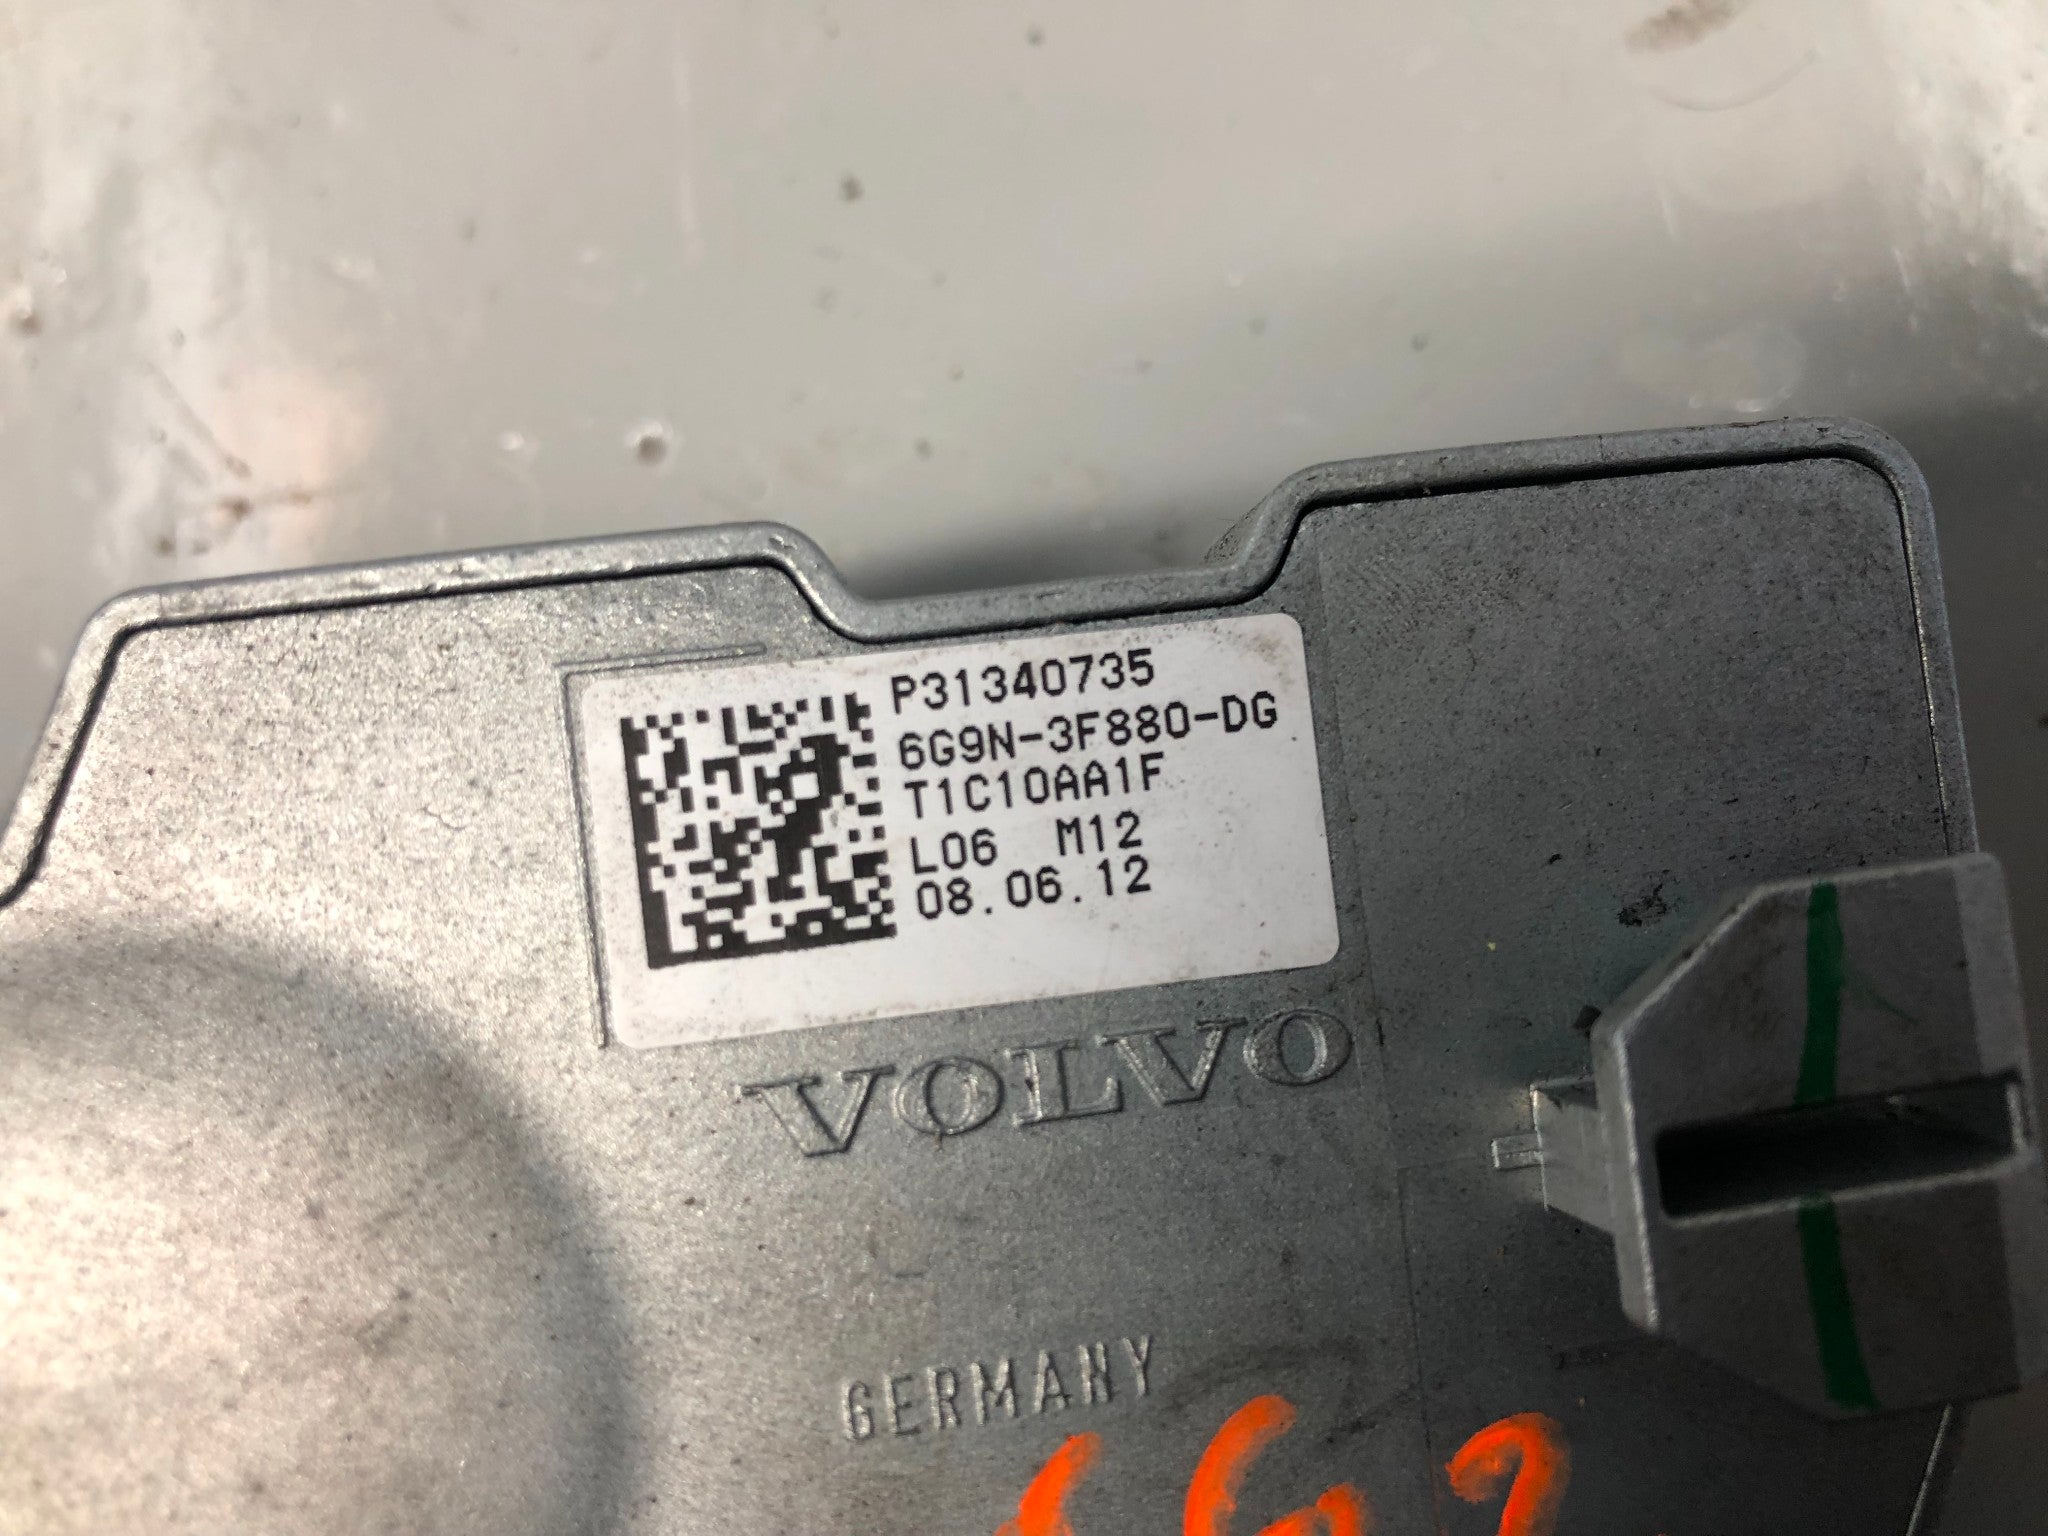 P31340735
6G9N-3F880-DG
T1C10AA1F
L06 M12
08.06.12
VOLVO
GERMANY